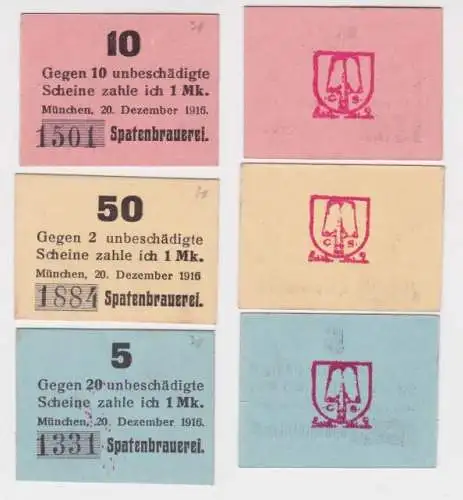 10
Gegen 10 unbeschädigte
Scheine zahle ich 1 Mk.
München, 20. Dezember 1916.
1501 Spatenbrauerei.
G S
50
Gegen 2 unbeschädigte
Scheine zahle ich 1 Mk.
München, 20. Dezember 1916
1884 Spatenbrauerei.
G S
5
Gegen 20 unbeschädigte
Scheine zahle ich 1 Mk.
München, 20. Dezember 1916.
1331 Spatenbrauerei.
G S